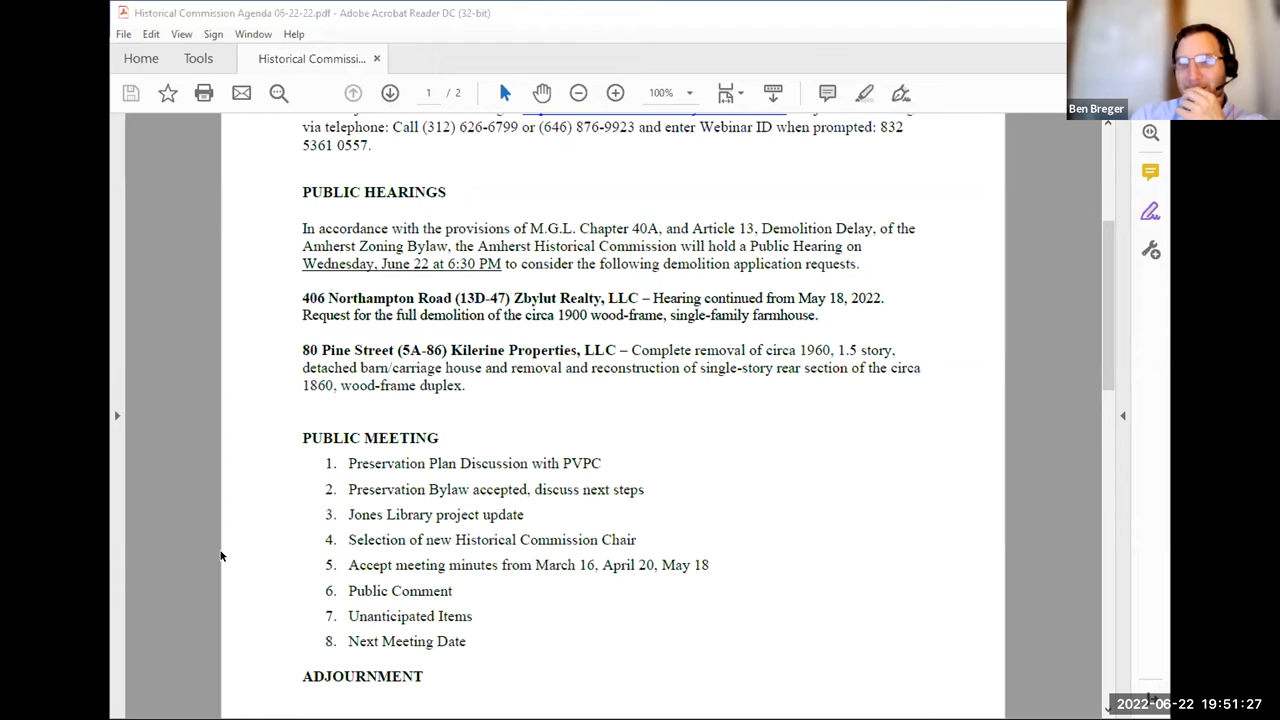 Historical Commission Agenda 06-22-22.pdf - Adobe Acrobat Reader DC (32-bit)
File Edit View Sign Window Help
Home Tools Historical Commissi... ×
1 / 2 100%
Ben Breger
via telephone: Call (312) 626-6799 or (646) 876-9923 and enter Webinar ID when prompted: 832
5361 0557.
PUBLIC HEARINGS
In accordance with the provisions of M.G.L. Chapter 40A, and Article 13, Demolition Delay, of the
Amherst Zoning Bylaw, the Amherst Historical Commission will hold a Public Hearing on
Wednesday, June 22 at 6:30 PM to consider the following demolition application requests.
406 Northampton Road (13D-47) Zbylut Realty, LLC – Hearing continued from May 18, 2022.
Request for the full demolition of the circa 1900 wood-frame, single-family farmhouse.
80 Pine Street (5A-86) Kilerine Properties, LLC – Complete removal of circa 1960, 1.5 story,
detached barn/carriage house and removal and reconstruction of single-story rear section of the circa
1860, wood-frame duplex.
PUBLIC MEETING
1. Preservation Plan Discussion with PVPC
2. Preservation Bylaw accepted, discuss next steps
3. Jones Library project update
4. Selection of new Historical Commission Chair
5. Accept meeting minutes from March 16, April 20, May 18
6. Public Comment
7. Unanticipated Items
8. Next Meeting Date
ADJOURNMENT
2022-06-22 19:51:27